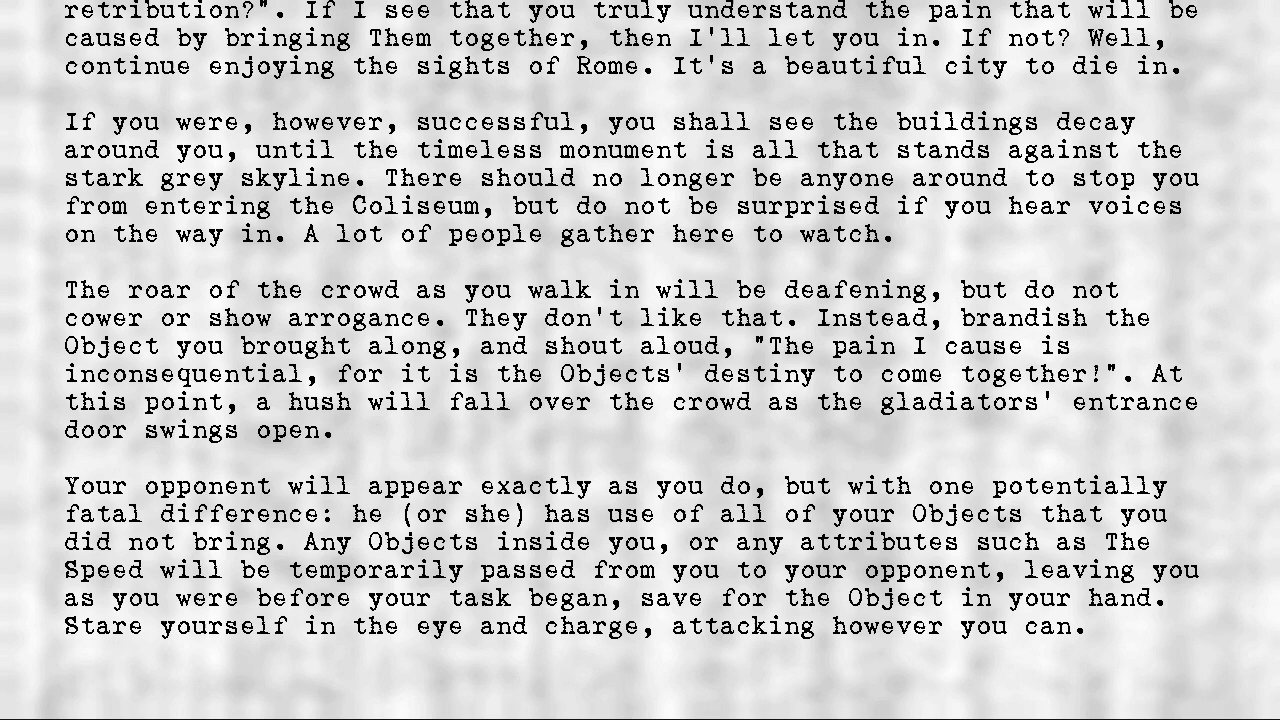 retribution?". If I see that you truly understand the pain that will be
caused by bringing Them together, then I'll let you in. If not? Well,
continue enjoying the sights of Rome. It's a beautiful city to die in.
If you were, however, successful, you shall see the buildings decay
around you, until the timeless monument is all that stands against the
stark grey skyline. There should no longer be anyone around to stop you
from entering the Coliseum, but do not be surprised if you hear voices
on the way in. A lot of people gather here to watch.
The roar of the crowd as you walk in will be deafening, but do not
cower or show arrogance. They don't like that. Instead, brandish the
Object you brought along, and shout aloud, "The pain I cause is
inconsequential, for it is the Objects' destiny to come together!". At
this point, a hush will fall over the crowd as the gladiators' entrance
door swings open.
Your opponent will appear exactly as you do, but with one potentially
fatal difference: he (or she) has use of all of your Objects that you
did not bring. Any Objects inside you, or any attributes such as The
Speed will be temporarily passed from you to your opponent, leaving you
as you were before your task began, save for the Object in your hand.
Stare yourself in the eye and charge, attacking however you can.